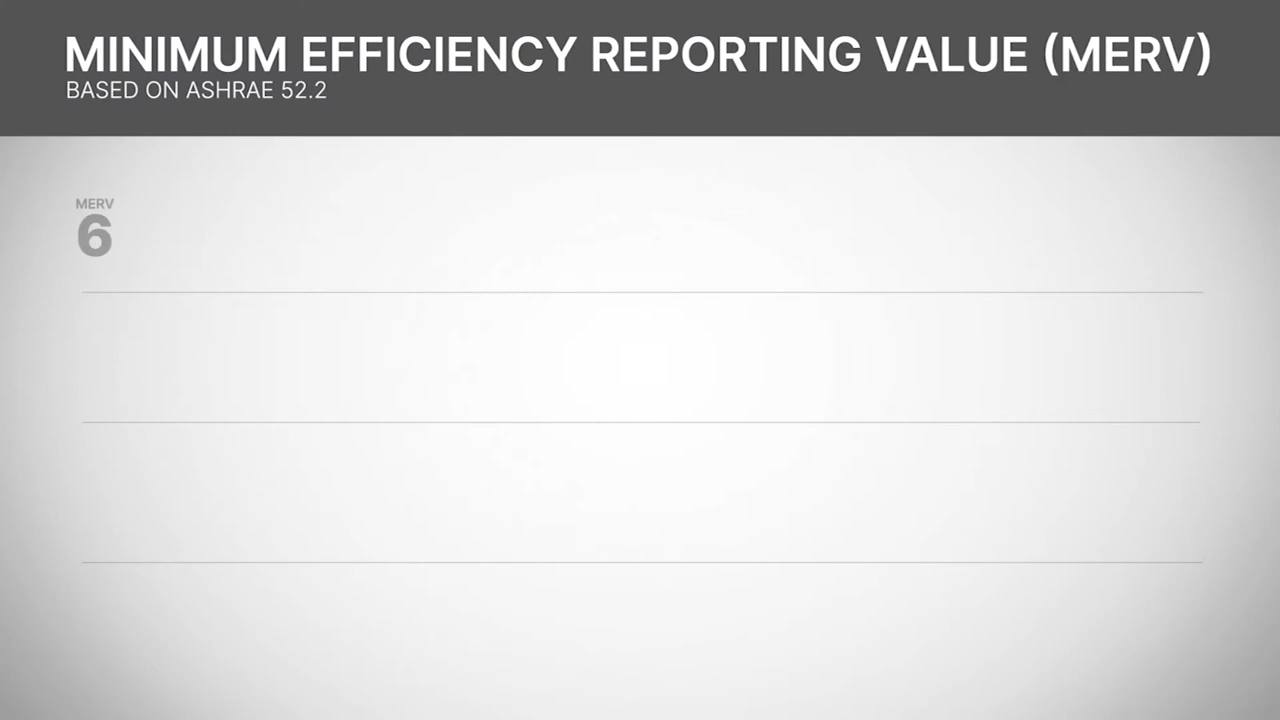 MINIMUM EFFICIENCY REPORTING VALUE (MERV)
BASED ON ASHRAE 52.2
MERV
6